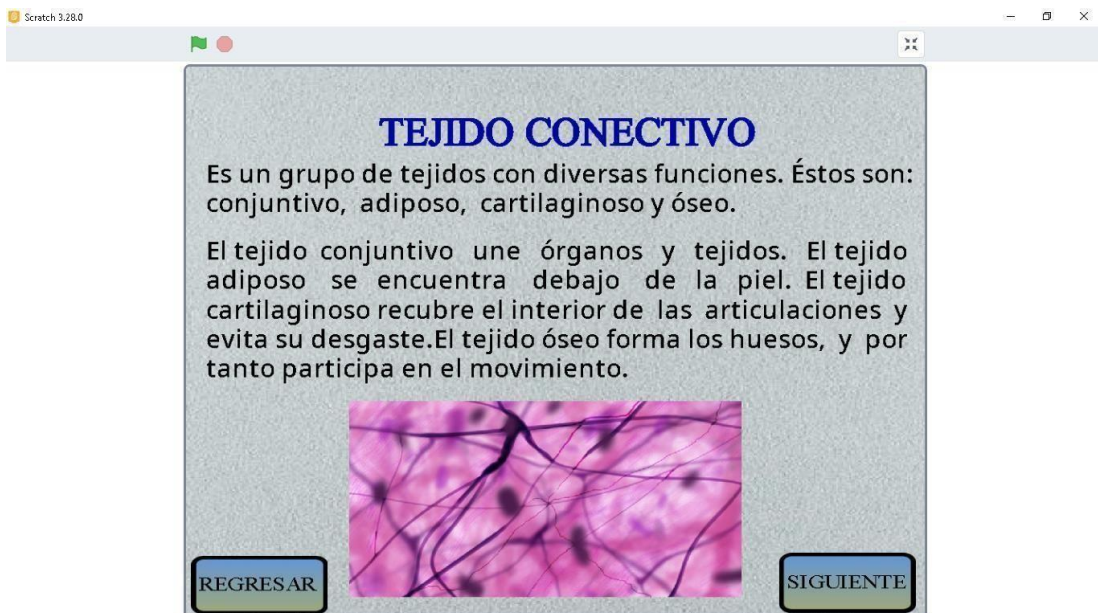 Scratch 3.28.0
TEJIDO CONECTIVO
Es un grupo de tejidos con diversas funciones. Éstos son:
conjuntivo, adiposo, cartilaginoso y óseo.
El tejido conjuntivo une órganos y tejidos. El tejido
adiposo se encuentra debajo de la piel. El tejido
cartilaginoso recubre el interior de las articulaciones y
evita su desgaste.El tejido óseo forma los huesos, y por
tanto participa en el movimiento.
REGRESAR
SIGUIENTE